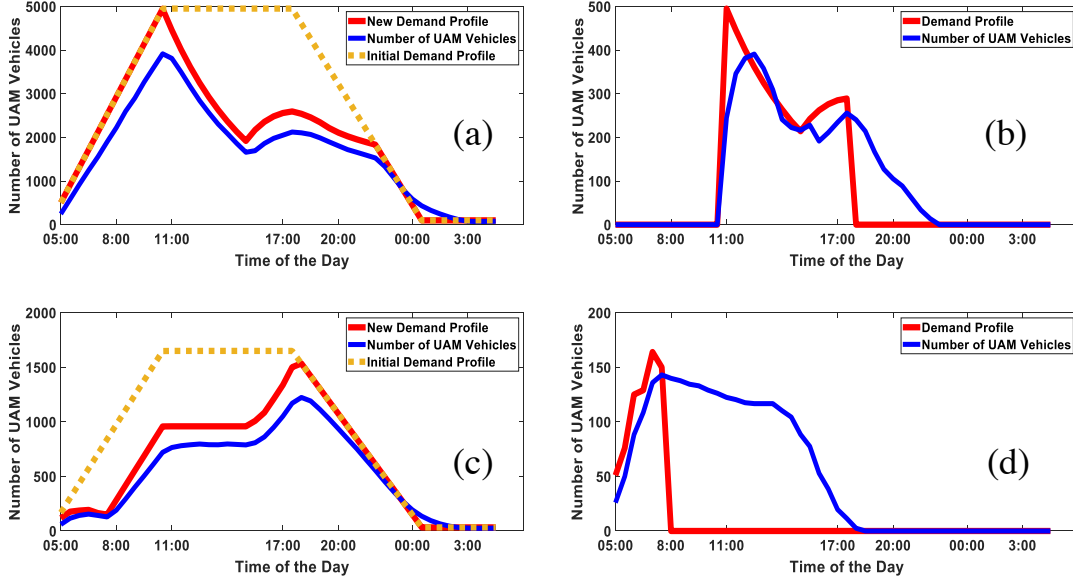 5000
4000
3000
2000
1000
0
Number of UAM Vehicles
New Demand Profile
Number of UAM Vehicles
Initial Demand Profile
(a)
05:00 8:00 11:00 17:00 20:00 00:00 3:00
Time of the Day
500
400
300
200
100
0
Number of UAM Vehicles
Demand Profile
Number of UAM Vehicles
(b)
05:00 8:00 11:00 17:00 20:00 00:00 3:00
Time of the Day
2000
1500
1000
500
0
Number of UAM Vehicles
New Demand Profile
Number of UAM Vehicles
Initial Demand Profile
(c)
05:00 8:00 11:00 17:00 20:00 00:00 3:00
Time of the Day
200
150
100
50
0
Number of UAM Vehicles
Demand Profile
Number of UAM Vehicles
(d)
05:00 8:00 11:00 17:00 20:00 00:00 3:00
Time of the Day